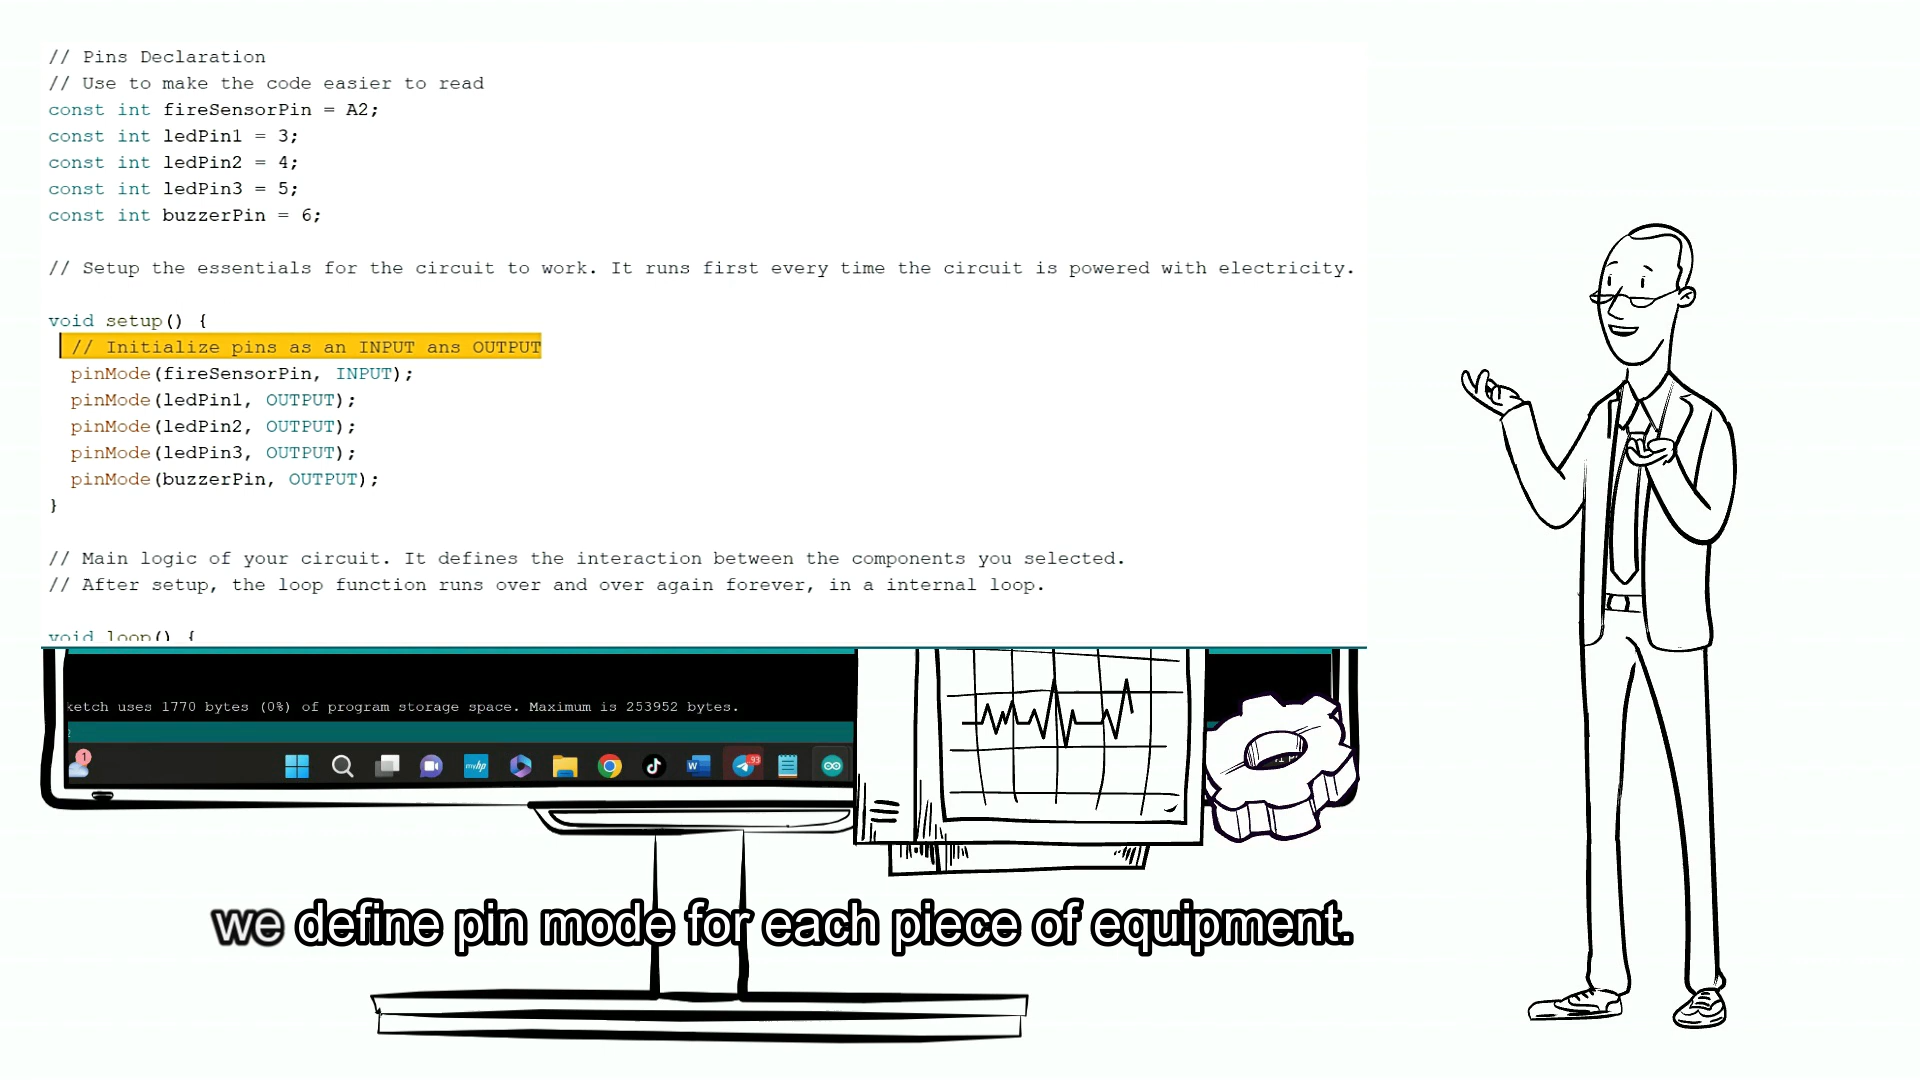 // Pins Declaration
// Use to make the code easier to read
const int fireSensorPin = A2;
const int ledPin1 = 3;
const int ledPin2 = 4;
const int ledPin3 = 5;
const int buzzerPin = 6;
// Setup the essentials for the circuit to work. It runs first every time the circuit is powered with electricity.
void setup() {
// Initialize pins as an INPUT ans OUTPUT
pinMode(fireSensorPin, INPUT);
pinMode(ledPin1, OUTPUT);
pinMode(ledPin2, OUTPUT);
pinMode(ledPin3, OUTPUT);
pinMode(buzzerPin, OUTPUT);
}
// Main logic of your circuit. It defines the interaction between the components you selected.
// After setup, the loop function runs over and over again forever, in a internal loop.
void loop() {
ketch uses 1770 bytes (0%) of program storage space. Maximum is 253952 bytes.
1
myhp
W
93
we define pin mode for each piece of equipment.